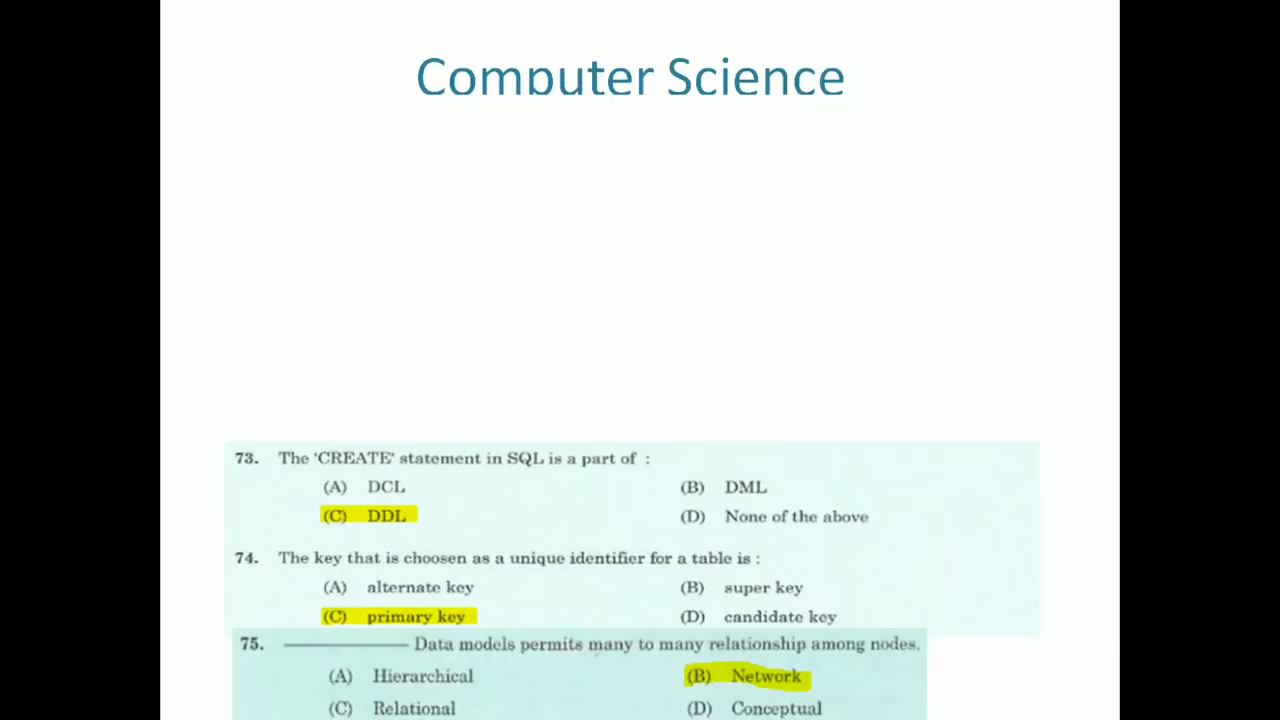 Computer Science
73. The 'CREATE' statement in SQL is a part of :
(A) DCL (B) DML
(C) DDL (D) None of the above
74. The key that is choosen as a unique identifier for a table is :
(A) alternate key (B) super key
(C) primary key (D) candidate key
75. ———— Data models permits many to many relationship among nodes.
(A) Hierarchical (B) Network
(C) Relational (D) Conceptual